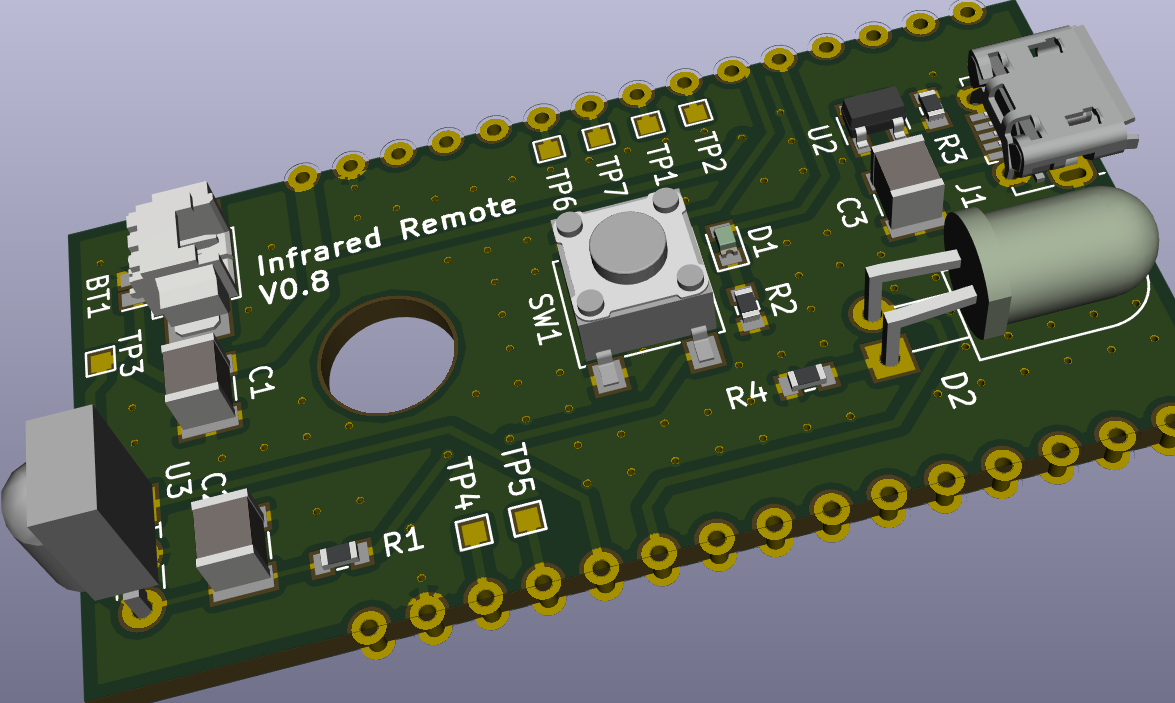 TP2
TP1
TP7
TP6
U2
R3
J1
C3
Infrared Remote
V0.8
D1
BT1
TP3
SW1
R2
C1
R4
D2
U3
TP4
TP5
R1